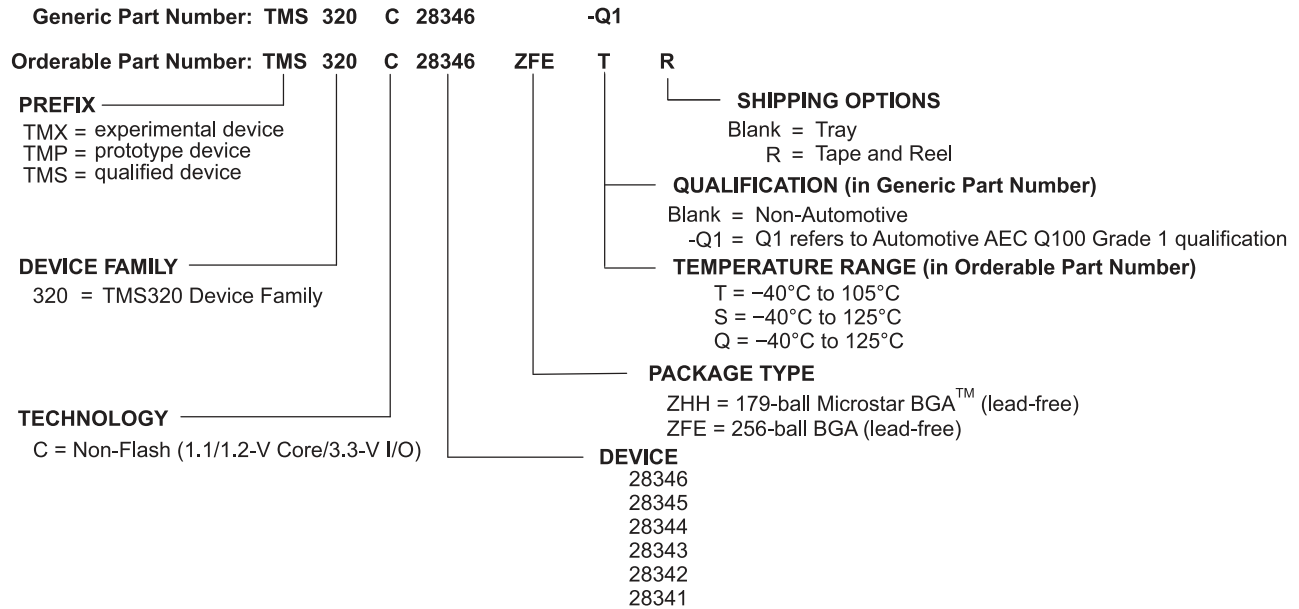 Generic Part Number: TMS 320 C 28346 -Q1
Orderable Part Number: TMS 320 C 28346 ZFE T R
PREFIX
TMX = experimental device
TMP = prototype device
TMS = qualified device
DEVICE FAMILY
320 = TMS320 Device Family
TECHNOLOGY
C = Non-Flash (1.1/1.2-V Core/3.3-V I/O)
SHIPPING OPTIONS
Blank = Tray
R = Tape and Reel
QUALIFICATION (in Generic Part Number)
Blank = Non-Automotive
-Q1 = Q1 refers to Automotive AEC Q100 Grade 1 qualification
TEMPERATURE RANGE (in Orderable Part Number)
T = −40°C to 105°C
S = −40°C to 125°C
Q = −40°C to 125°C
PACKAGE TYPE
ZHH = 179-ball Microstar BGA™ (lead-free)
ZFE = 256-ball BGA (lead-free)
DEVICE
28346
28345
28344
28343
28342
28341